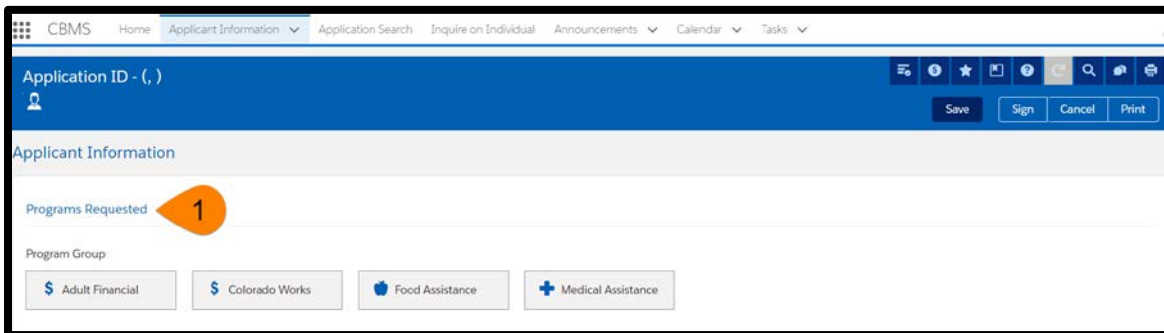 CBMS Home Applicant Information Application Search Inquire on Individual Announcements Calendar Tasks
Application ID - (, )
Save Sign Cancel Print
Applicant Information
Programs Requested 1
Program Group
$ Adult Financial $ Colorado Works Food Assistance Medical Assistance